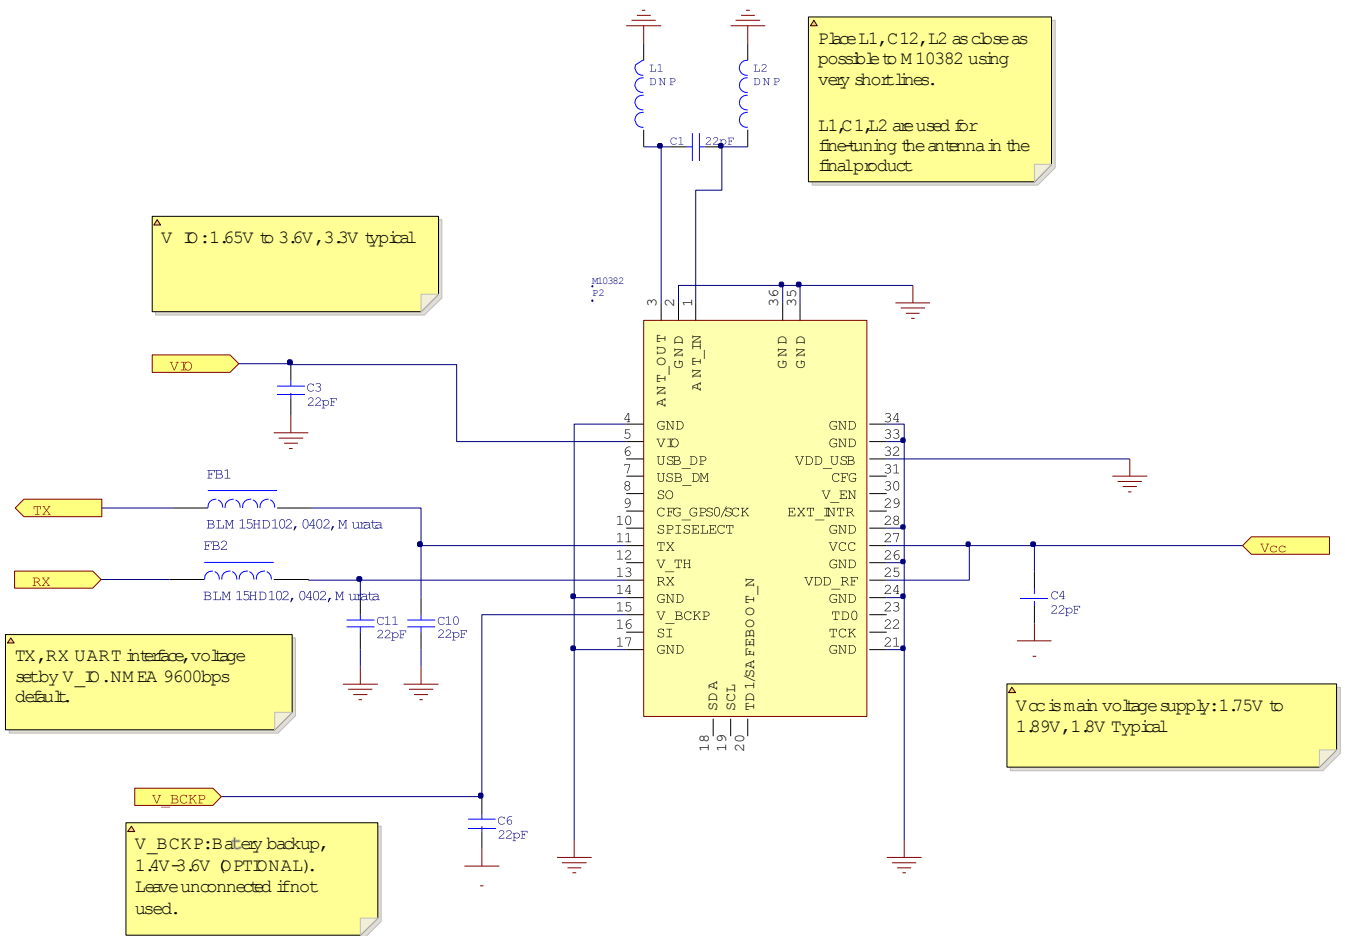 L1
DNP
L2
DNP
C1
22pF
Place L1, C12, L2 as close as
possible to M10382 using
very short lines.
L1,C1,L2 are used for
fine-tuning the antenna in the
final product
V IO: 1.65V to 3.6V, 3.3V typical
M10382
P2
3
2
1
36
35
ANT_OUT
GND
ANT_IN
GND
GND
VIO
C3
22pF
4
GND
5
VIO
6
USB_DP
7
USB_DM
8
SO
9
CFG_GPS0/SCK
10
SPISELECT
11
TX
12
V_TH
13
RX
14
GND
15
V_BCKP
16
SI
17
GND
GND
34
GND
33
VDD_USB
32
CFG
31
V_EN
30
EXT_INTR
29
GND
28
VCC
27
GND
26
VDD_RF
25
GND
24
TDO
23
TCK
22
GND
21
SDA
SCL
TD1/SAFEBOOT_N
18
19
20
FB1
TX
BLM15HD102, 0402, Murata
FB2
RX
BLM15HD102, 0402, Murata
C11
22pF
C10
22pF
TX, RX UART interface, voltage
set by V_IO. NMEA 9600bps
default.
Vcc
C4
22pF
Vcc is main voltage supply: 1.75V to
1.89V, 1.8V Typical
V_BCKP
C6
22pF
V_BCKP: Battery backup,
1.4V-3.6V (OPTIONAL).
Leave unconnected if not
used.